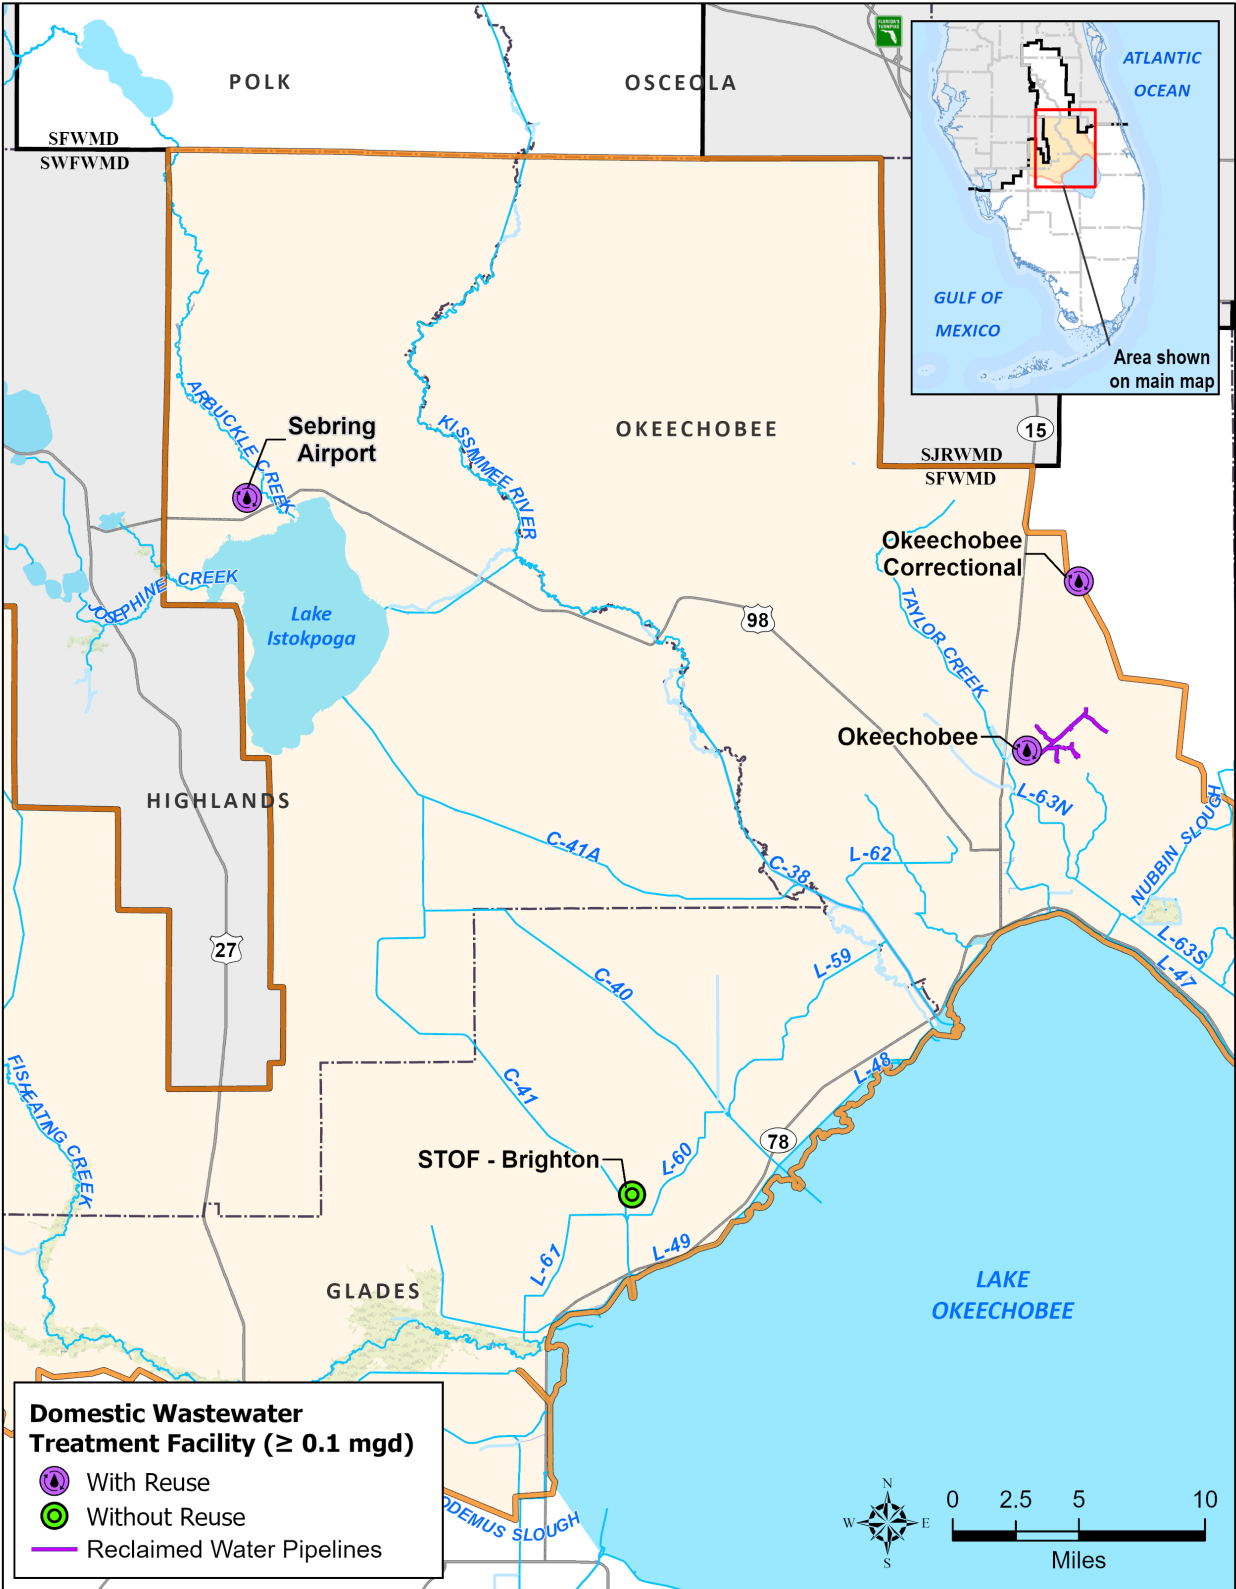 POLK
OSCEOLA
FLORIDA'S
TURNPIKE
SFWMD
SWFWMD
ATLANTIC
OCEAN
GULF OF
MEXICO
Area shown
on main map
15
SJRWMD
SFWMD
ARBUCKLE CREEK
Sebring
Airport
KISSIMMEE RIVER
OKEECHOBEE
Okeechobee
Correctional
JOSEPHINE CREEK
Lake
Istokpoga
98
TAYLOR CREEK
Okeechobee
L-63N
HIGHLANDS
NUBBIN SLOUGH
C-41A
C-38
L-62
27
L-63S
L-47
L-59
C-40
L-48
C-41
FISHEATING CREEK
78
STOF - Brighton
L-60
L-61
L-49
GLADES
LAKE
OKEECHOBEE
Domestic Wastewater
Treatment Facility (≥ 0.1 mgd)
With Reuse
Without Reuse
Reclaimed Water Pipelines
ODEMUS SLOUGH
N
W E
S
0 2.5 5 10
Miles